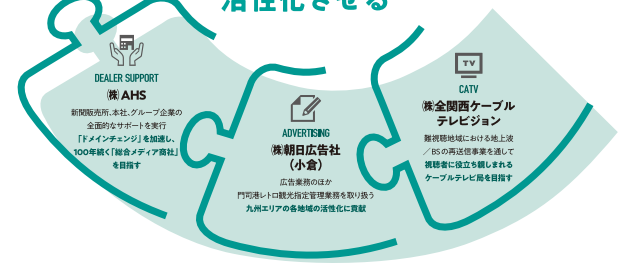 活性化させる
DEALER SUPPORT
㈱AHS
新聞販売所、本社、グループ企業の
全面的なサポートを実行
「ドメインチェンジ」を加速し、
100年続く「総合メディア商社」
を目指す
ADVERTISING
㈱朝日広告社
（小倉）
広告業務のほか
門司港レトロ観光指定管理業務を取り扱う
九州エリアの各地域の活性化に貢献
TV
CATV
㈱全関西ケーブル
テレビジョン
難視聴地域における地上波
／BSの再送信事業を通して
視聴者に役立ち親しまれる
ケーブルテレビ局を目指す